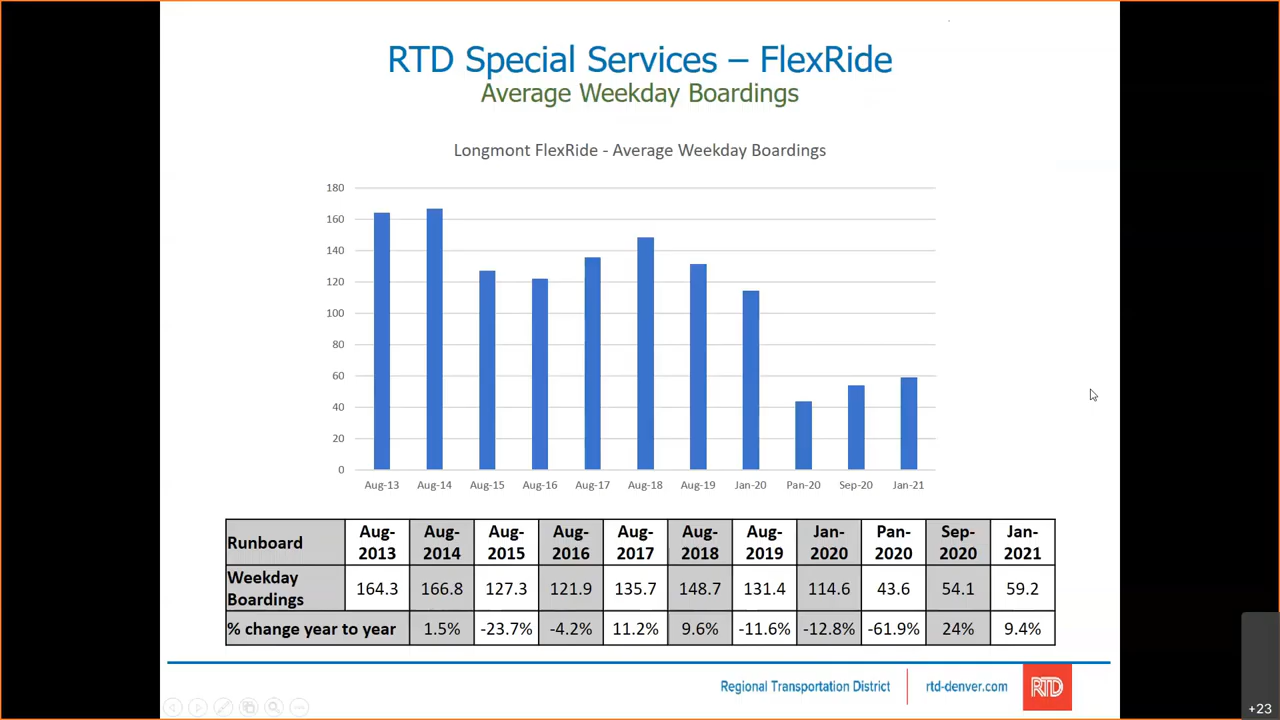 RTD Special Services – FlexRide
Average Weekday Boardings
Longmont FlexRide - Average Weekday Boardings
180
160
140
120
100
80
60
40
20
0
Aug-13 Aug-14 Aug-15 Aug-16 Aug-17 Aug-18 Aug-19 Jan-20 Pan-20 Sep-20 Jan-21
Runboard Aug-2013 Aug-2014 Aug-2015 Aug-2016 Aug-2017 Aug-2018 Aug-2019 Jan-2020 Pan-2020 Sep-2020 Jan-2021
Weekday Boardings 164.3 166.8 127.3 121.9 135.7 148.7 131.4 114.6 43.6 54.1 59.2
% change year to year 1.5% -23.7% -4.2% 11.2% 9.6% -11.6% -12.8% -61.9% 24% 9.4%
Regional Transportation District rtd-denver.com RTD
+23